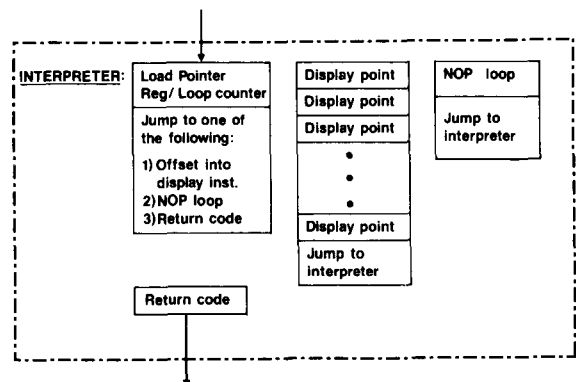 INTERPRETER:
Load Pointer
Reg/ Loop counter
Jump to one of
the following:
1) Offset into
display inst.
2) NOP loop
3) Return code
Display point
Display point
Display point
Display point
Jump to
interpreter
NOP loop
Jump to
interpreter
Return code